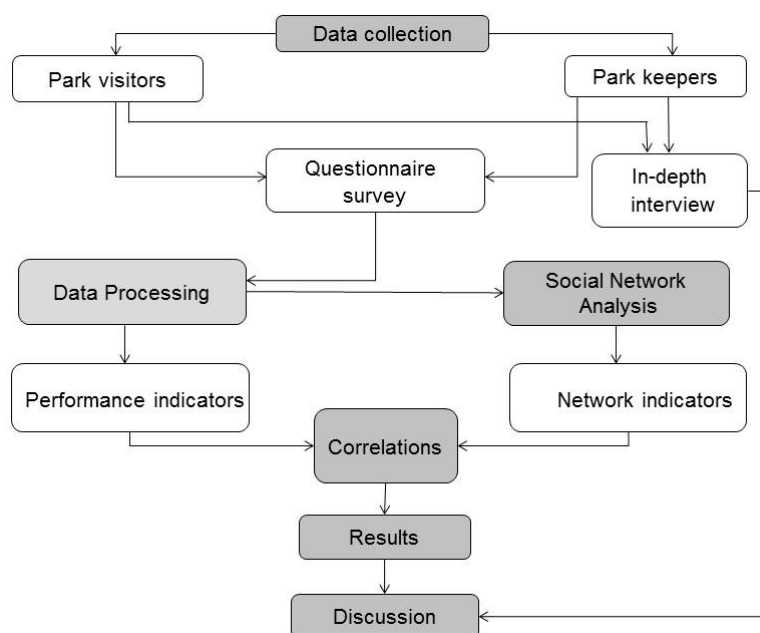 Data collection
Park visitors
Park keepers
Questionnaire
survey
In-depth
interview
Data Processing
Social Network
Analysis
Performance indicators
Network indicators
Correlations
Results
Discussion